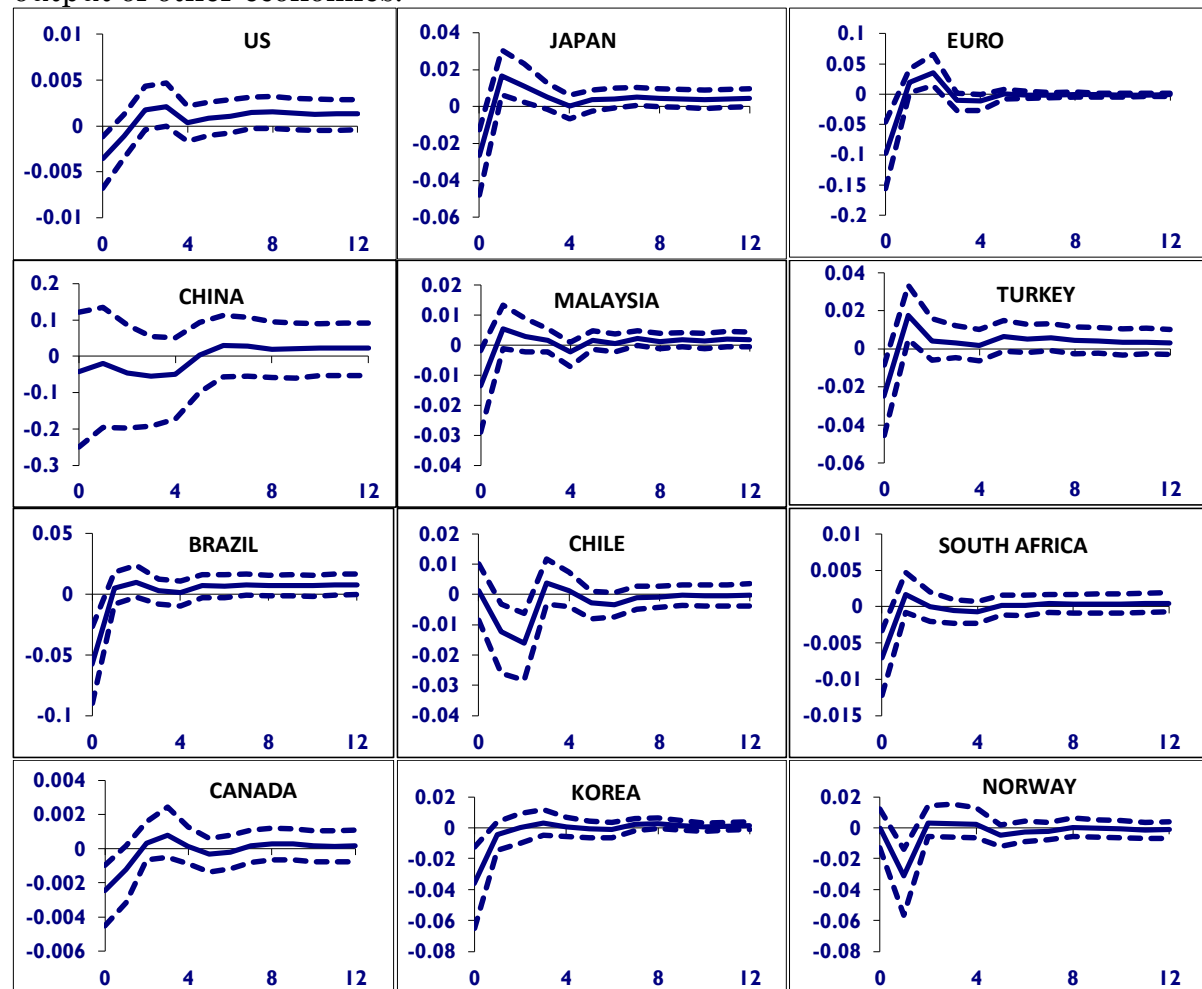 output of other economies.
US
0.01
0.005
0
-0.005
-0.01
0 4 8 12
JAPAN
0.04
0.02
0
-0.02
-0.04
-0.06
0 4 8 12
EURO
0.1
0.05
0
-0.05
-0.1
-0.15
-0.2
0 4 8 12
CHINA
0.2
0.1
0
-0.1
-0.2
-0.3
0 4 8 12
MALAYSIA
0.02
0.01
0
-0.01
-0.02
-0.03
-0.04
0 4 8 12
TURKEY
0.04
0.02
0
-0.02
-0.04
-0.06
0 4 8 12
BRAZIL
0.05
0
-0.05
-0.1
0 4 8 12
CHILE
0.02
0.01
0
-0.01
-0.02
-0.03
-0.04
0 4 8 12
SOUTH AFRICA
0.01
0.005
0
-0.005
-0.01
-0.015
0 4 8 12
CANADA
0.004
0.002
0
-0.002
-0.004
-0.006
0 4 8 12
KOREA
0.02
0
-0.02
-0.04
-0.06
-0.08
0 4 8 12
NORWAY
0.02
0
-0.02
-0.04
-0.06
-0.08
0 4 8 12